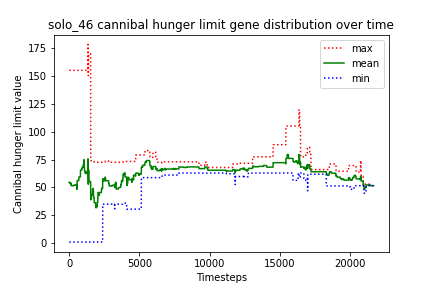 solo_46 cannibal hunger limit gene distribution over time
Cannibal hunger limit value
175
150
125
100
75
50
25
0
max
mean
min
0 5000 10000 15000 20000
Timesteps